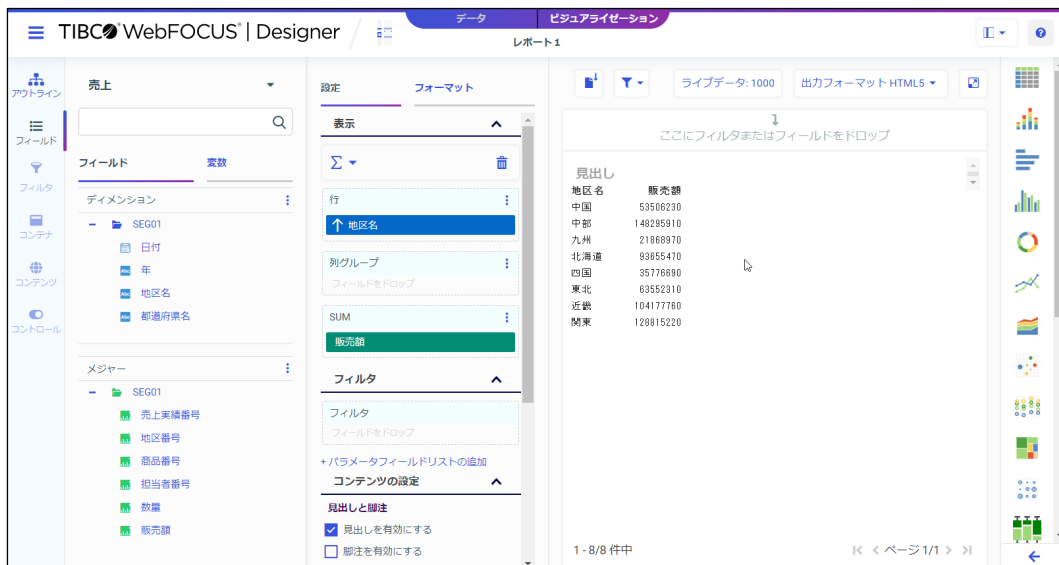 データ
ビジュアライゼーション
TIBCO WebFOCUS® | Designer
レポート1
アウトライン
フィールド
フィルタ
コンテナ
コンテンツ
コントロール
売上
フィールド
変数
ディメンション
SEG01
日付
Abc 年
Abc 地区名
Abc 都道府県名
メジャー
SEG01
売上実績番号
地区番号
商品番号
担当者番号
数量
販売額
設定
フォーマット
表示
Σ
行
地区名
列グループ
フィールドをドロップ
SUM
販売額
フィルタ
フィルタ
フィールドをドロップ
+ パラメータフィールドリストの追加
コンテンツの設定
見出しと脚注
見出しを有効にする
脚注を有効にする
ライブデータ: 1000
出力フォーマット HTML5
ここにフィルタまたはフィールドをドロップ
見出し
地区名 販売額
中国 53506230
中部 148295910
九州 21868970
北海道 93655470
四国 35776690
東北 63552310
近畿 104177760
関東 128815220
1 - 8/8 件中
ページ 1/1